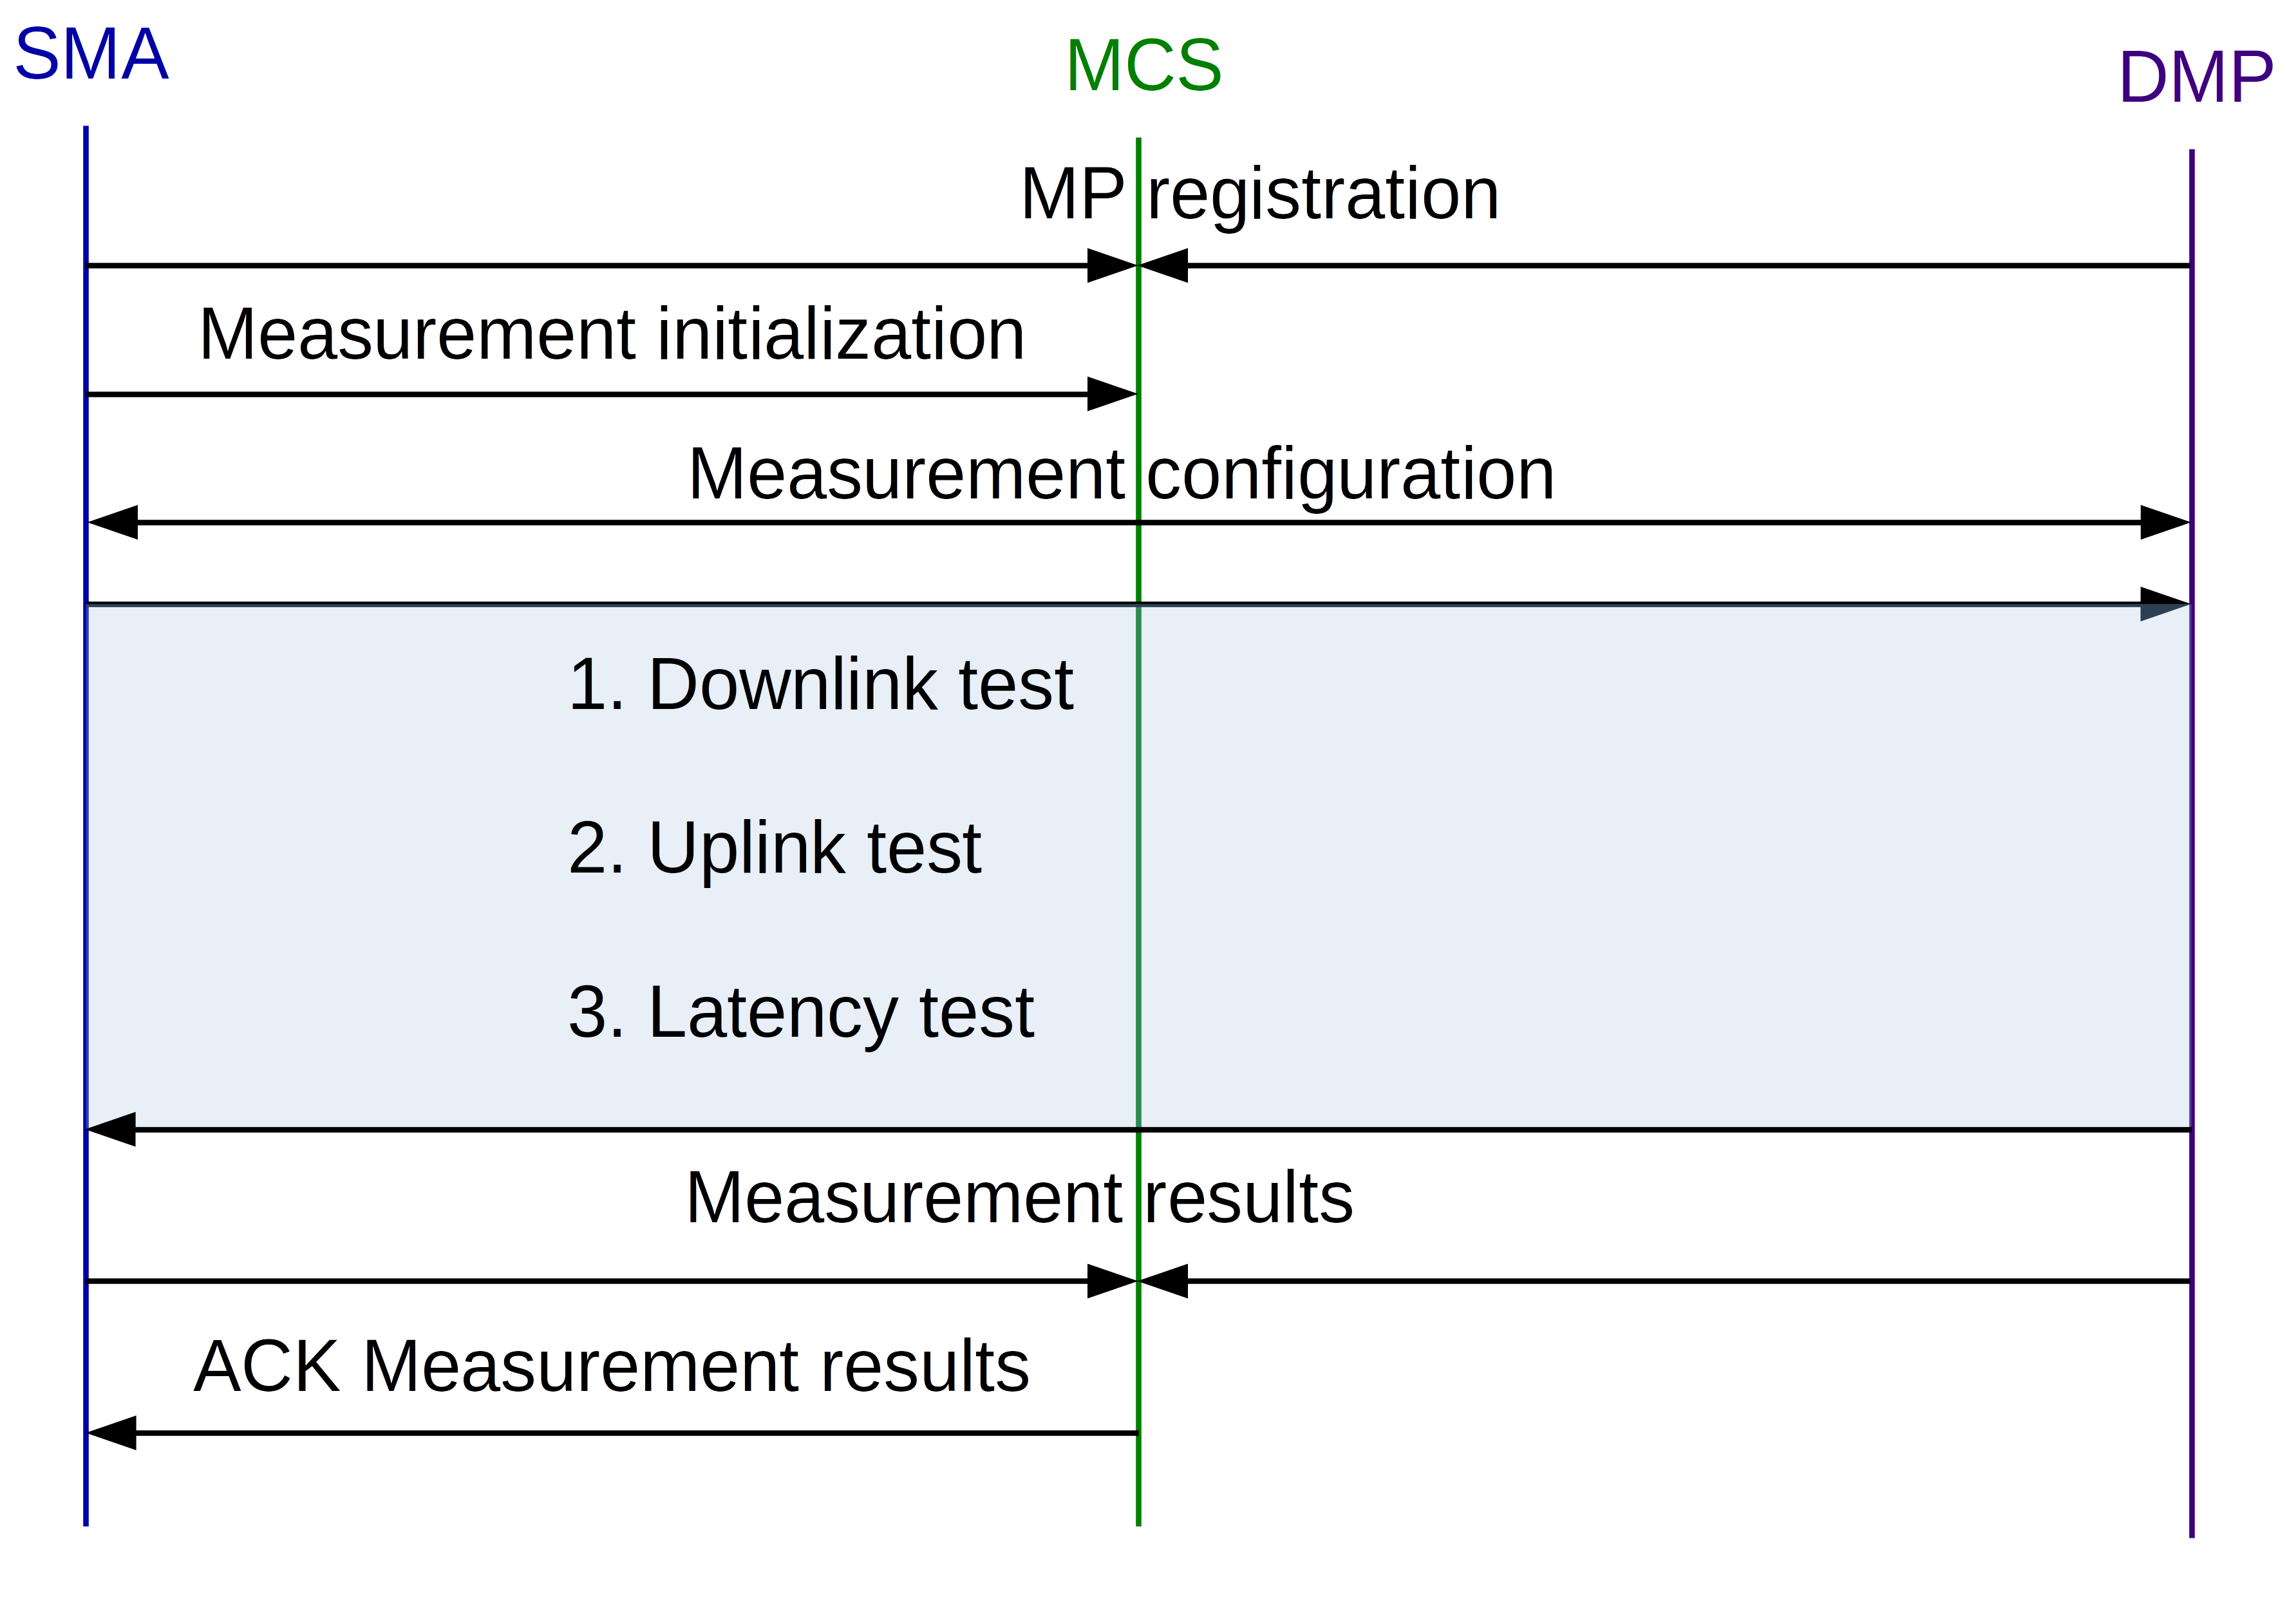 SMA
MCS
DMP
MP registration
Measurement initialization
Measurement configuration
1. Downlink test
2. Uplink test
3. Latency test
Measurement results
ACK Measurement results